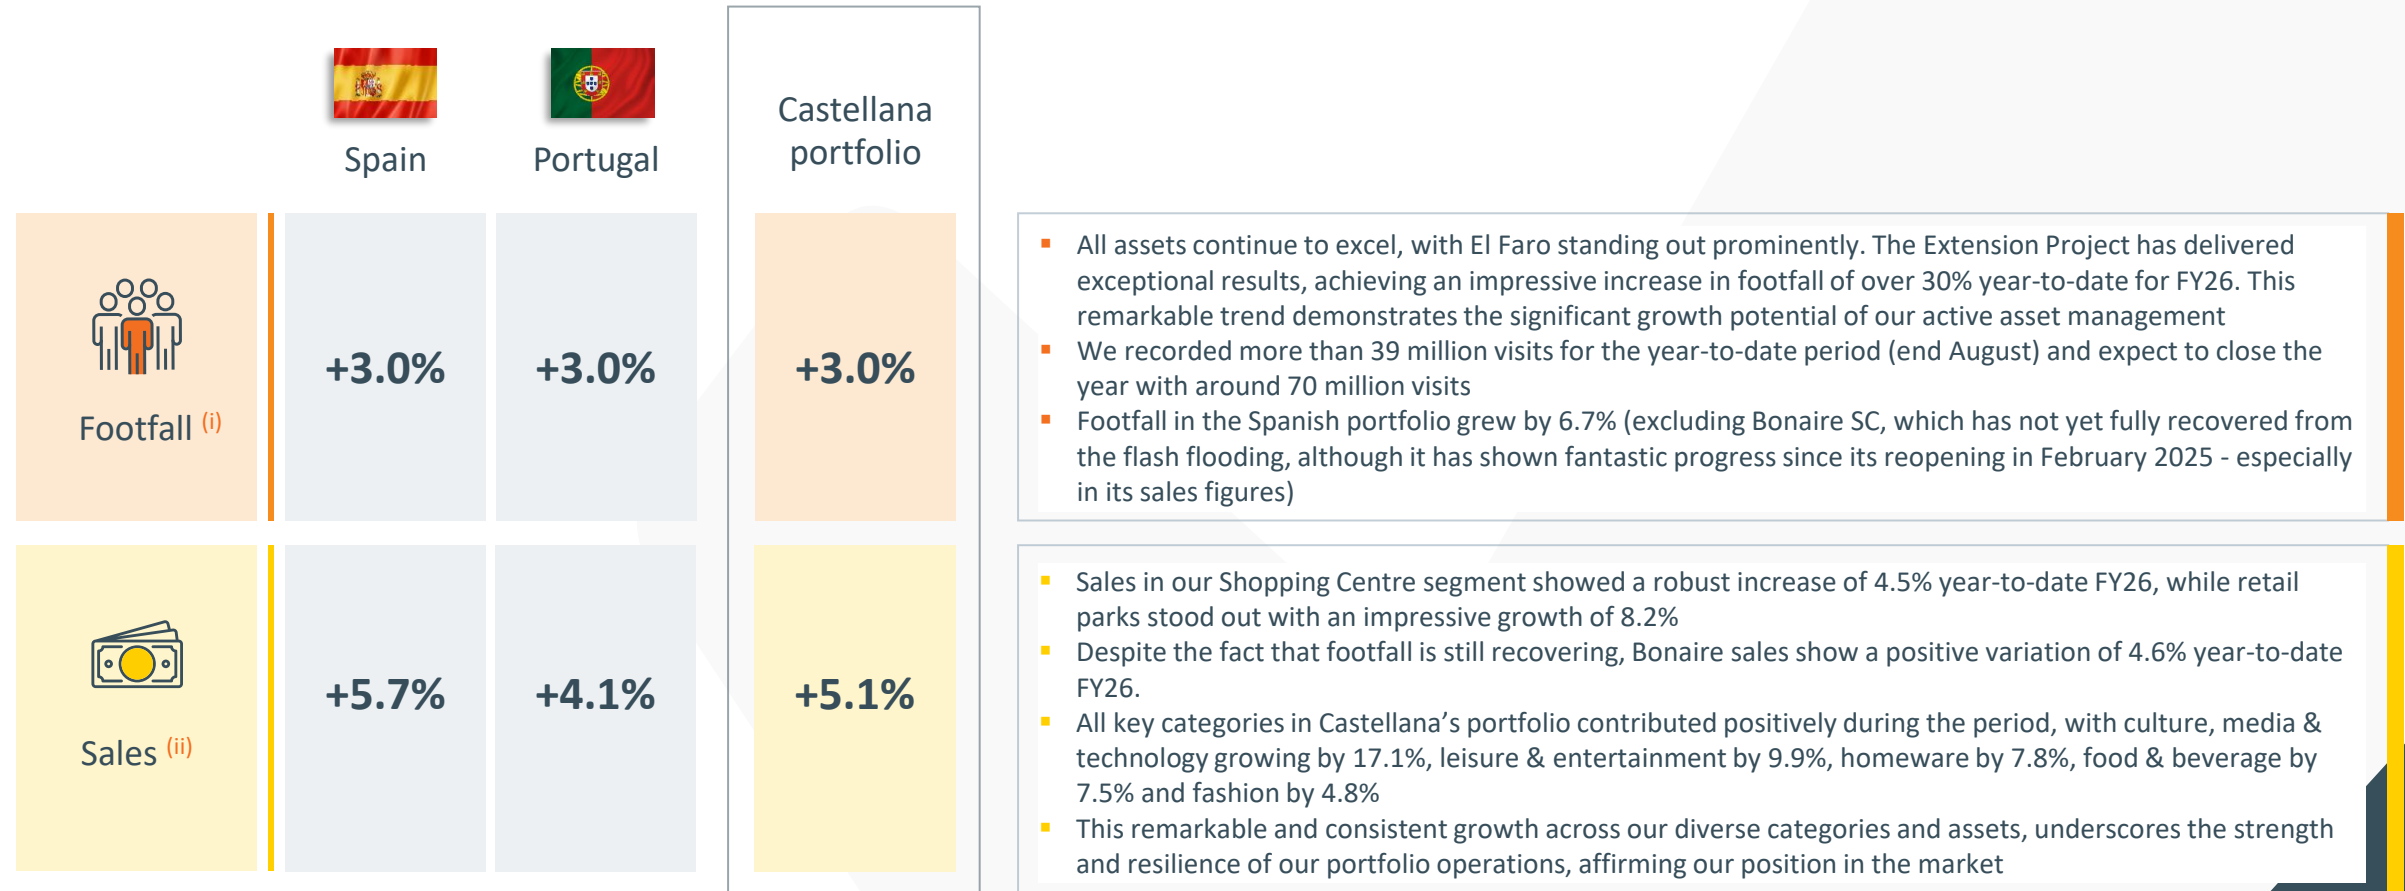 Spain
Portugal
Castellana
portfolio
Footfall (i)
+3.0%
+3.0%
+3.0%
▪ All assets continue to excel, with El Faro standing out prominently. The Extension Project has delivered
exceptional results, achieving an impressive increase in footfall of over 30% year-to-date for FY26. This
remarkable trend demonstrates the significant growth potential of our active asset management
▪ We recorded more than 39 million visits for the year-to-date period (end August) and expect to close the
year with around 70 million visits
▪ Footfall in the Spanish portfolio grew by 6.7% (excluding Bonaire SC, which has not yet fully recovered from
the flash flooding, although it has shown fantastic progress since its reopening in February 2025 - especially
in its sales figures)
Sales (ii)
+5.7%
+4.1%
+5.1%
▪ Sales in our Shopping Centre segment showed a robust increase of 4.5% year-to-date FY26, while retail
parks stood out with an impressive growth of 8.2%
▪ Despite the fact that footfall is still recovering, Bonaire sales show a positive variation of 4.6% year-to-date
FY26.
▪ All key categories in Castellana’s portfolio contributed positively during the period, with culture, media &
technology growing by 17.1%, leisure & entertainment by 9.9%, homeware by 7.8%, food & beverage by
7.5% and fashion by 4.8%
▪ This remarkable and consistent growth across our diverse categories and assets, underscores the strength
and resilience of our portfolio operations, affirming our position in the market